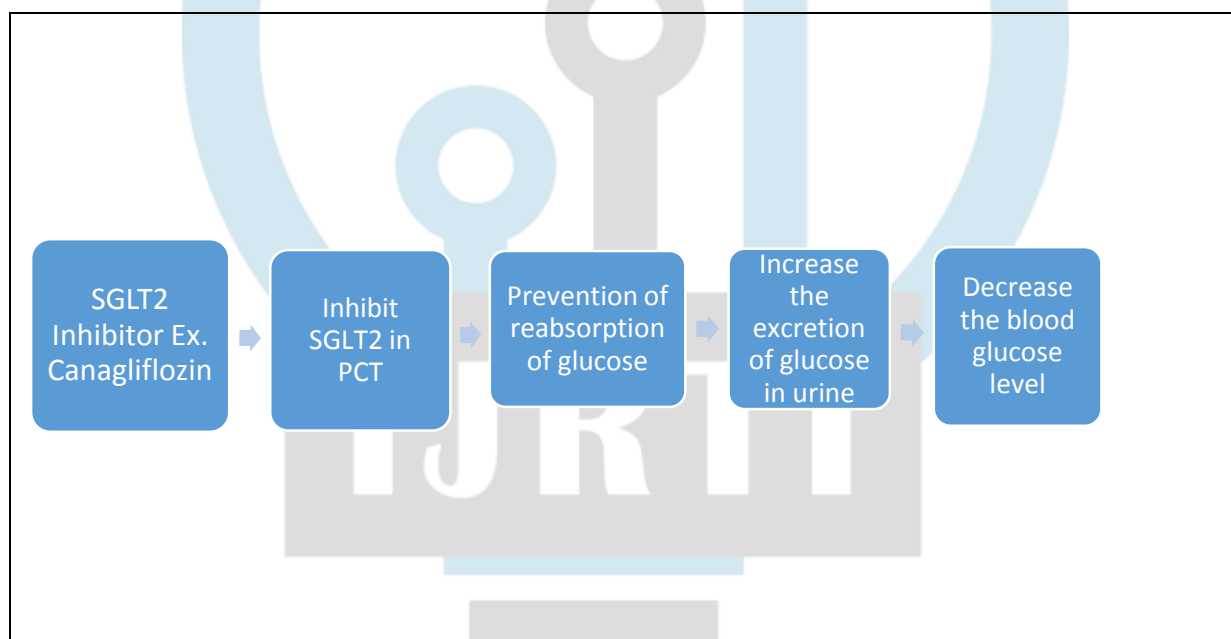 SGLT2
Inhibitor Ex.
Canagliflozin
Inhibit
SGLT2 in
PCT
Prevention of
reabsorption
of glucose
Increase
the
excretion
of glucose
in urine
Decrease
the blood
glucose
level
IJRTI